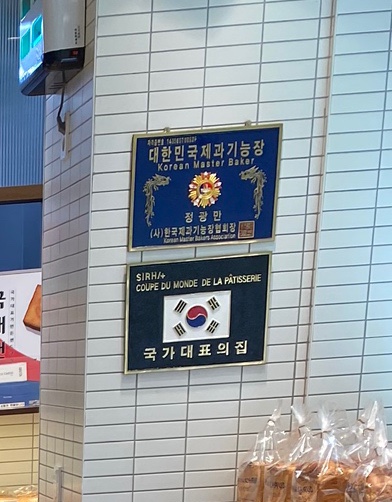 대한민국제과기능장
Korean Master Baker
정광만
(사)한국제과기능장협회장
Korean Master Bakers Association
SIRH/+
COUPE DU MONDE DE LA PÂTISSERIE
국가대표의집